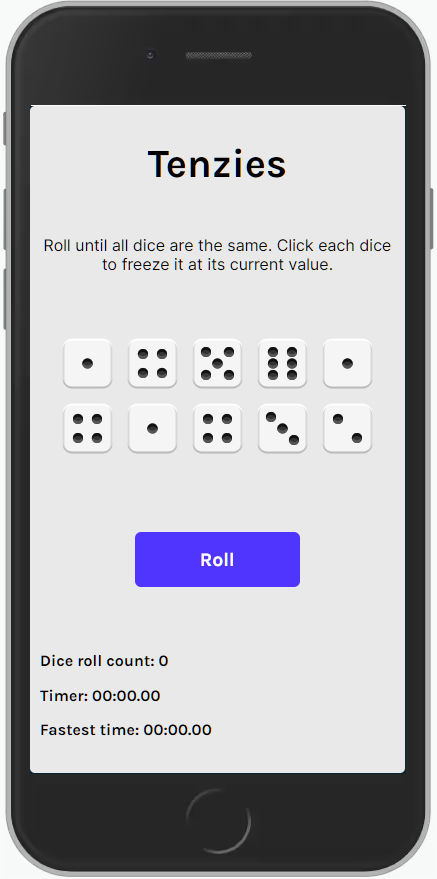 Tenzies
Roll until all dice are the same. Click each dice
to freeze it at its current value.
Roll
Dice roll count: 0
Timer: 00:00.00
Fastest time: 00:00.00